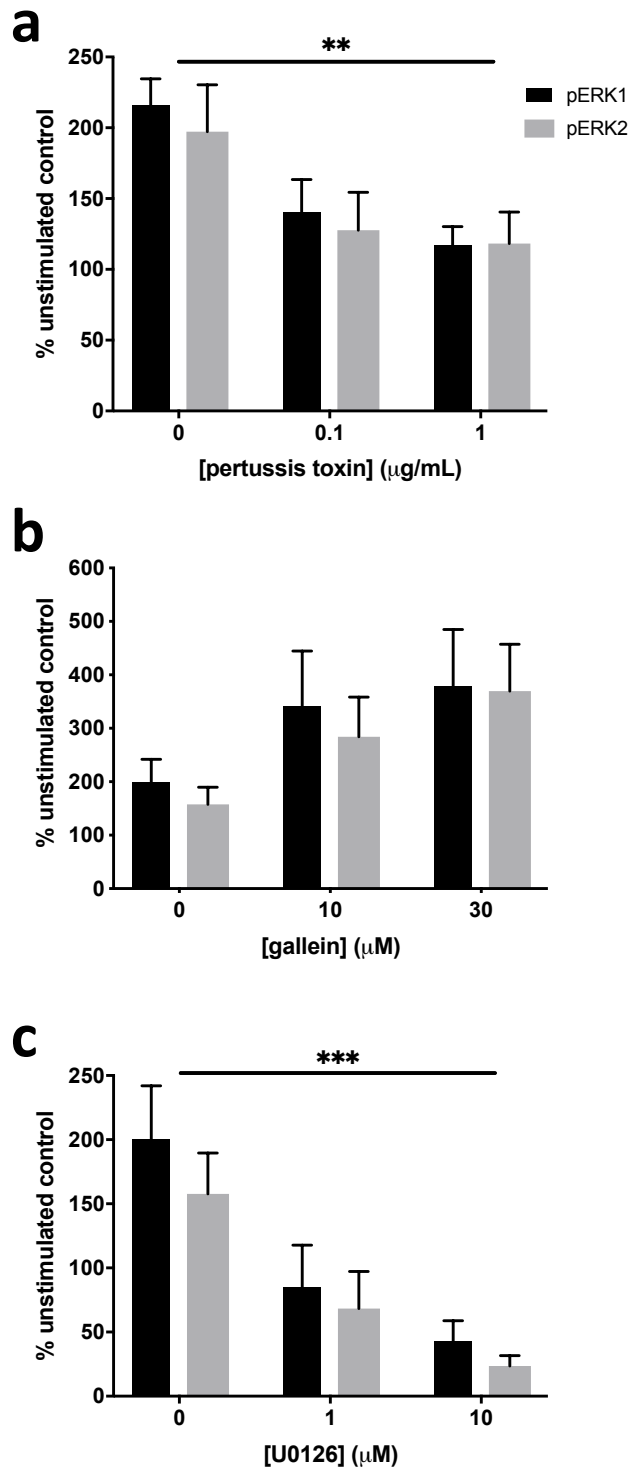 a
**
250
200
150
100
50
0
% unstimulated control
pERK1
pERK2
0 0.1 1
[pertussis toxin] (μg/mL)
b
600
500
400
300
200
100
0
% unstimulated control
0 10 30
[gallein] (μM)
c
***
250
200
150
100
50
0
% unstimulated control
0 1 10
[U0126] (μM)